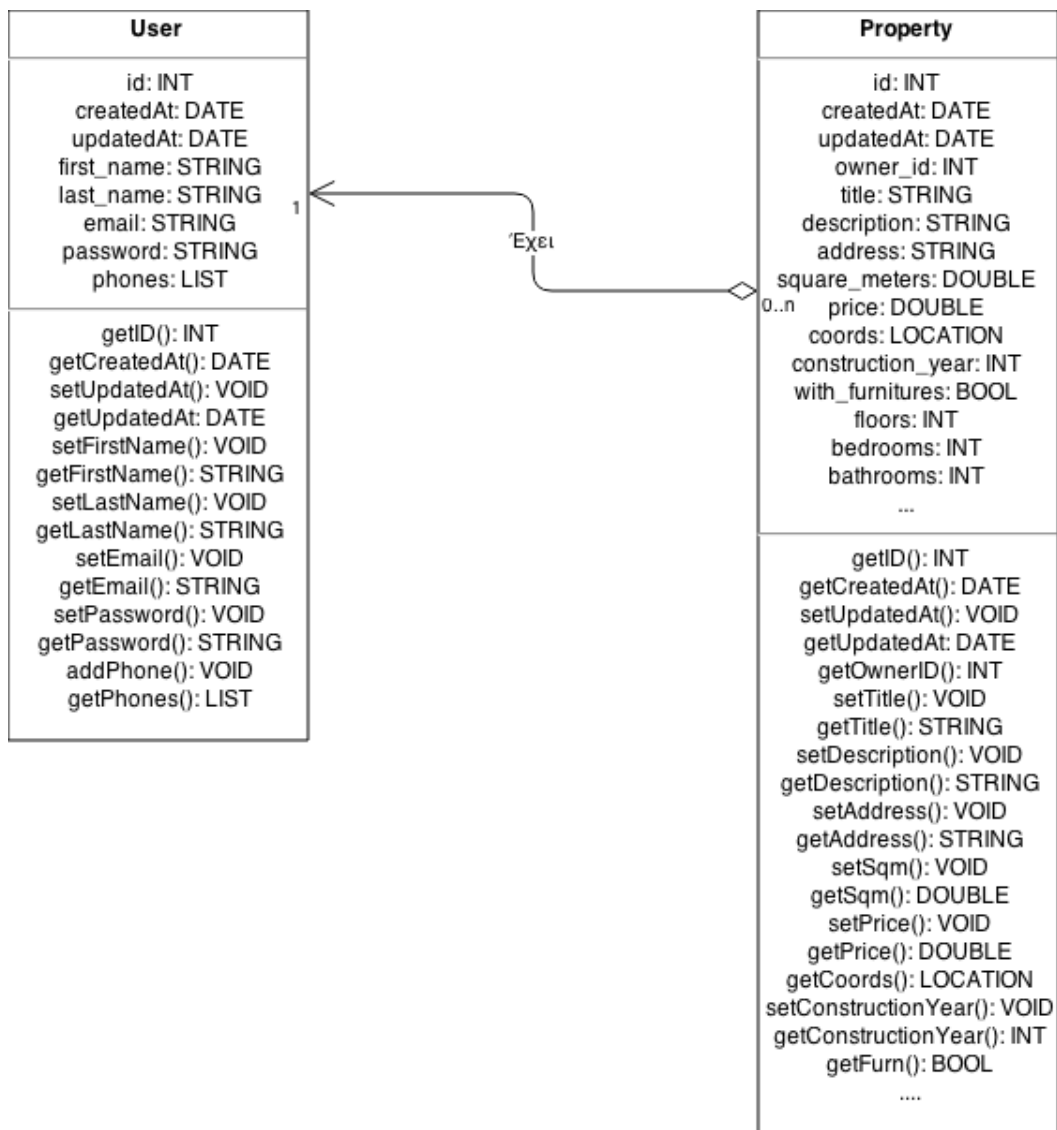 User
id: INT
createdAt: DATE
updatedAt: DATE
first_name: STRING
last_name: STRING
email: STRING
password: STRING
phones: LIST
getID(): INT
getCreatedAt(): DATE
setUpdatedAt(): VOID
getUpdatedAt: DATE
setFirstName(): VOID
getFirstName(): STRING
setLastName(): VOID
getLastName(): STRING
setEmail(): VOID
getEmail(): STRING
setPassword(): VOID
getPassword(): STRING
addPhone(): VOID
getPhones(): LIST
1
Έχει
0..n
Property
id: INT
createdAt: DATE
updatedAt: DATE
owner_id: INT
title: STRING
description: STRING
address: STRING
square_meters: DOUBLE
price: DOUBLE
coords: LOCATION
construction_year: INT
with_furnitures: BOOL
floors: INT
bedrooms: INT
bathrooms: INT
...
getID(): INT
getCreatedAt(): DATE
setUpdatedAt(): VOID
getUpdatedAt: DATE
getOwnerID(): INT
setTitle(): VOID
getTitle(): STRING
setDescription(): VOID
getDescription(): STRING
setAddress(): VOID
getAddress(): STRING
setSqm(): VOID
getSqm(): DOUBLE
setPrice(): VOID
getPrice(): DOUBLE
getCoords(): LOCATION
setConstructionYear(): VOID
getConstructionYear(): INT
getFurn(): BOOL
....